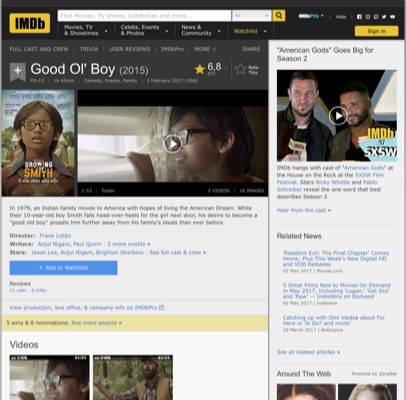 IMDb
Find Movies, TV shows, Celebrities and more...
All
IMDbPro
Help
Movies, TV
& Showtimes
Celebs, Events
& Photos
News &
Community
Watchlist
Sign in
FULL CAST AND CREW | TRIVIA | USER REVIEWS | IMDbPro | MORE
SHARE
Good Ol' Boy (2015)
PG-13 | 1h 42min | Comedy, Drama, Family | 3 February 2017 (USA)
6,8
Rate
This
GROWING
UP
SMITH
1:53 | Trailer
2 VIDEOS | 18 IMAGES
In 1979, an Indian family moves to America with hopes of living the American Dream. While
their 10-year-old boy Smith falls head-over-heels for the girl next door, his desire to become a
"good old boy" propels him further away from his family's ideals than ever before.
Director: Frank Lotito
Writers: Anjul Nigam, Paul Quinn | 2 more credits »
Stars: Jason Lee, Anjul Nigam, Brighton Sharbino | See full cast & crew »
+ Add to Watchlist
Reviews
11 user | 8 critic
View production, box office, & company info on IMDbPro
5 wins & 8 nominations. See more awards »
Videos
"American Gods" Goes Big for
Season 2
IMDb
at
SXSW
IMDb hangs with cast of "American Gods" at
the House on the Rock at the SXSW Film
Festival. Stars Ricky Whittle and Pablo
Schreiber reveal the one word that best
describes Season 2.
Hear from the cast »
Related News
'Resident Evil: The Final Chapter' Comes
Home; Plus This Week's New Digital HD
and VOD Releases
02 May 2017 | Movies.com
5 Great Films New to Movies On Demand
in May 2017, Including 'Logan,' 'Get Out'
and 'Raw' — IndieWire on Demand
02 May 2017 | Indiewire
Catching up with Omi Vaidya about For
Here or To Go? and more!
29 March 2017 | Bollyspice
See all related articles »
Around The Web
Powered by ZergNet